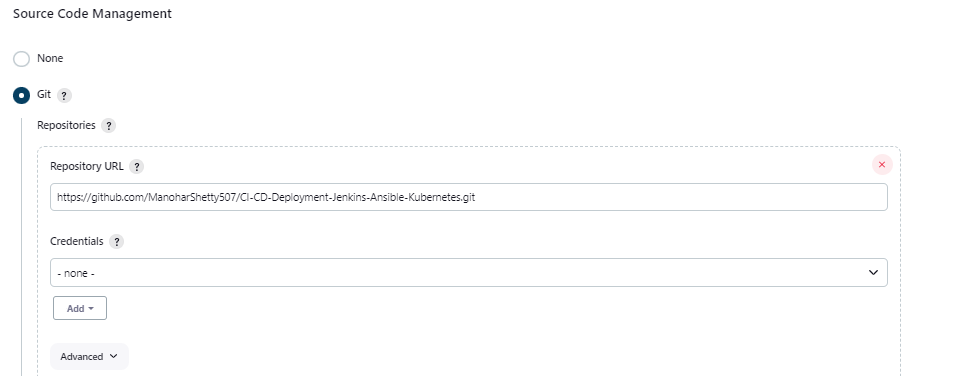 Source Code Management
None
Git ?
Repositories ?
Repository URL ?
https://github.com/ManoharShetty507/CI-CD-Deployment-Jenkins-Ansible-Kubernetes.git
Credentials ?
- none -
Add
Advanced